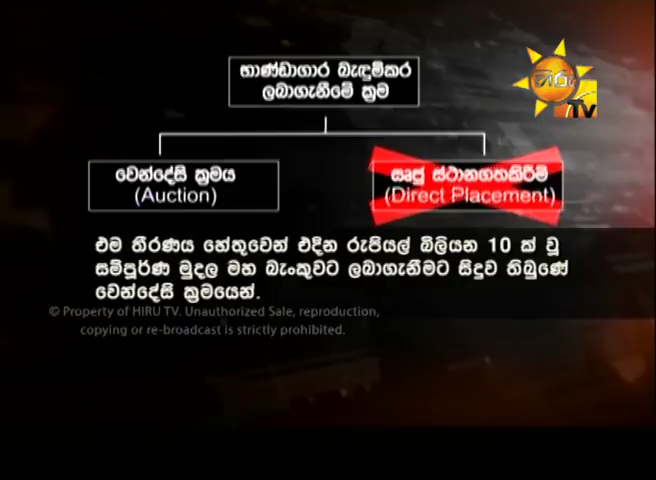 භාණ්ඩාගාර බැඳුම්කර
ලබාගැනීමේ ක්‍රම
හිරු
TV
වෙන්දේසි ක්‍රමය
(Auction)
සෘජු ස්ථානගතකිරීම්
(Direct Placement)
එම තීරණය හේතුවෙන් එදින රුපියල් බිලියන 10 ක් වූ
සම්පූර්ණ මුදල මහ බැංකුවට ලබාගැනීමට සිදුව තිබුණේ
වෙන්දේසි ක්‍රමයෙන්.
© Property of HIRU TV. Unauthorized Sale, reproduction,
copying or re-broadcast is strictly prohibited.